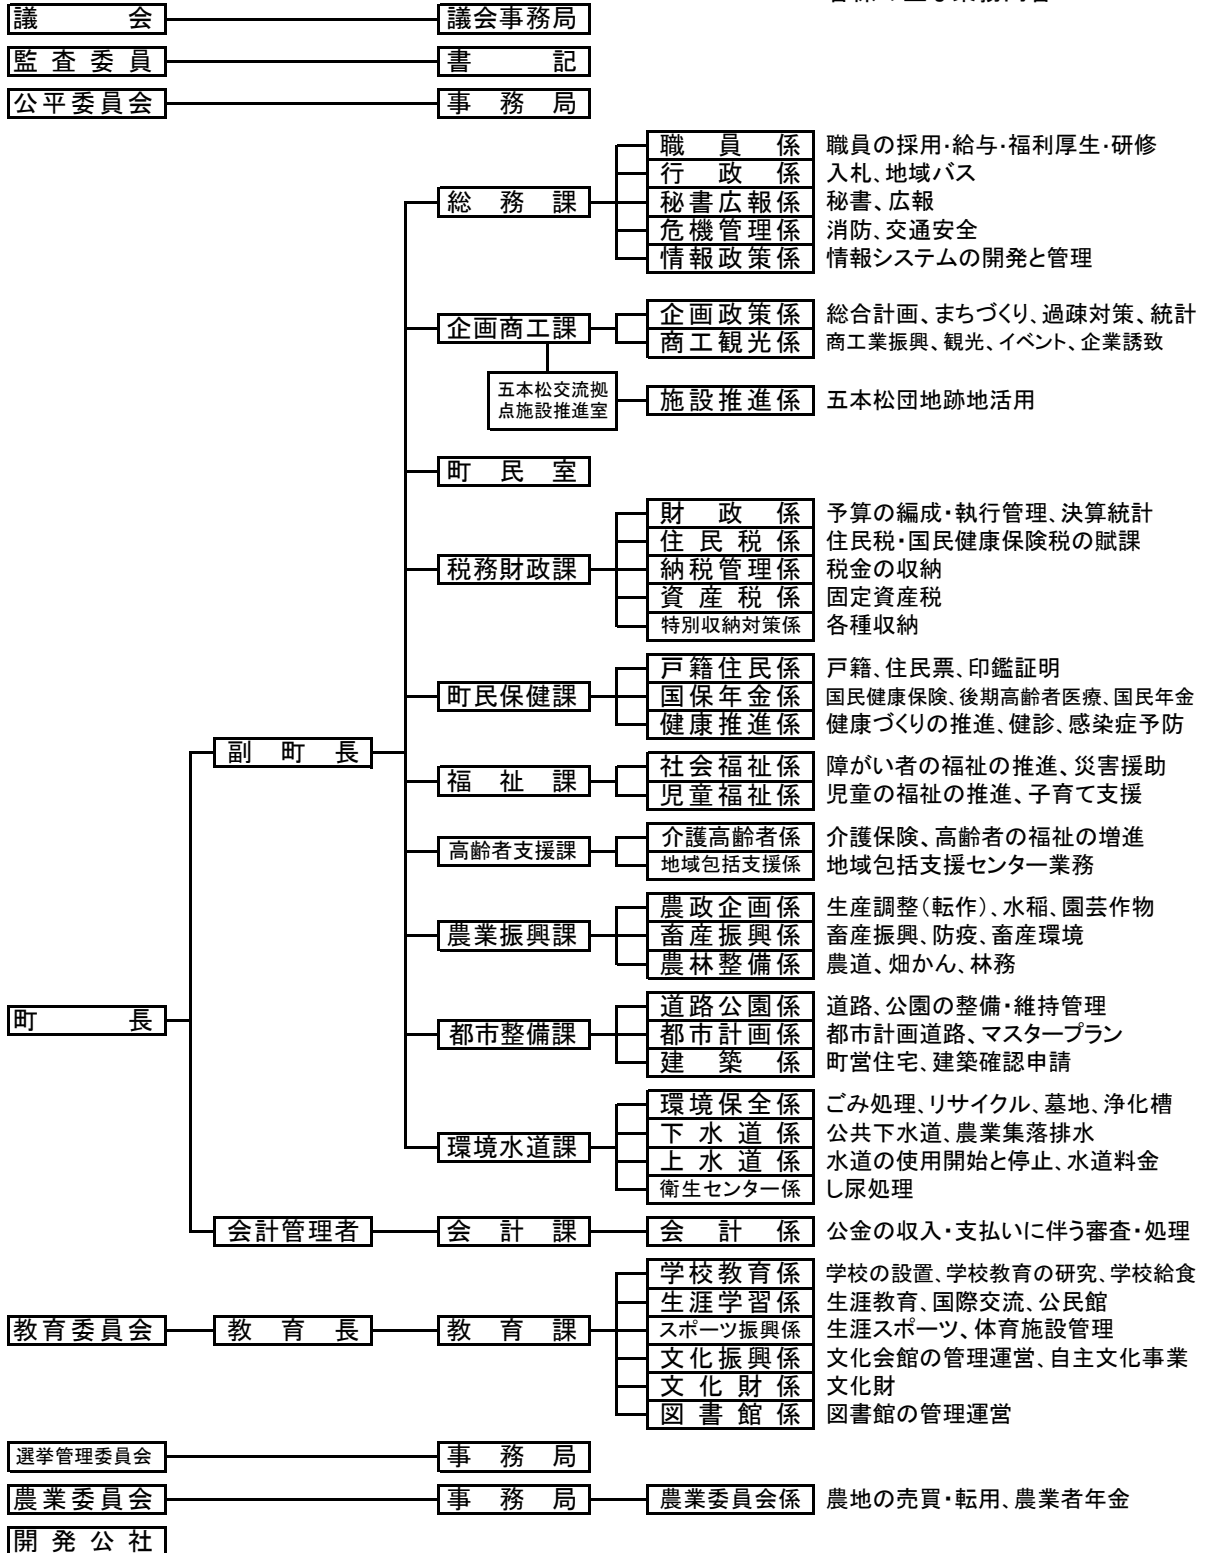 議会 議会事務局
監査委員 書記
公平委員会 事務局
職員係 職員の採用・給与・福利厚生・研修
行政係 入札、地域バス
総務課 秘書広報係 秘書、広報
危機管理係 消防、交通安全
情報政策係 情報システムの開発と管理
企画商工課 企画政策係 総合計画、まちづくり、過疎対策、統計
商工観光係 商工業振興、観光、イベント、企業誘致
五本松交流拠
点施設推進室 施設推進係 五本松団地跡地活用
町民室
財政係 予算の編成・執行管理、決算統計
住民税係 住民税・国民健康保険税の賦課
税務財政課 納税管理係 税金の収納
資産税係 固定資産税
特別収納対策係 各種収納
戸籍住民係 戸籍、住民票、印鑑証明
町民保健課 国保年金係 国民健康保険、後期高齢者医療、国民年金
健康推進係 健康づくりの推進、健診、感染症予防
副町長
福祉課 社会福祉係 障がい者の福祉の推進、災害援助
児童福祉係 児童の福祉の推進、子育て支援
高齢者支援課 介護高齢者係 介護保険、高齢者の福祉の増進
地域包括支援係 地域包括支援センター業務
農政企画係 生産調整(転作)、水稲、園芸作物
農業振興課 畜産振興係 畜産振興、防疫、畜産環境
農林整備係 農道、畑かん、林務
町長 道路公園係 道路、公園の整備・維持管理
都市整備課 都市計画係 都市計画道路、マスタープラン
建築係 町営住宅、建築確認申請
環境保全係 ごみ処理、リサイクル、墓地、浄化槽
環境水道課 下水道係 公共下水道、農業集落排水
上水道係 水道の使用開始と停止、水道料金
衛生センター係 し尿処理
会計管理者 会計課 会計係 公金の収入・支払いに伴う審査・処理
学校教育係 学校の設置、学校教育の研究、学校給食
生涯学習係 生涯教育、国際交流、公民館
教育委員会 教育長 教育課 スポーツ振興係 生涯スポーツ、体育施設管理
文化振興係 文化会館の管理運営、自主文化事業
文化財係 文化財
図書館係 図書館の管理運営
選挙管理委員会 事務局
農業委員会 事務局 農業委員会係 農地の売買・転用、農業者年金
開発公社